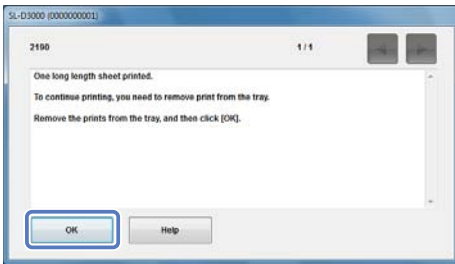 SL-D3000 (0000000001)
2190 1/1
One long length sheet printed.
To continue printing, you need to remove print from the tray.
Remove the prints from the tray, and then click [OK].
OK Help